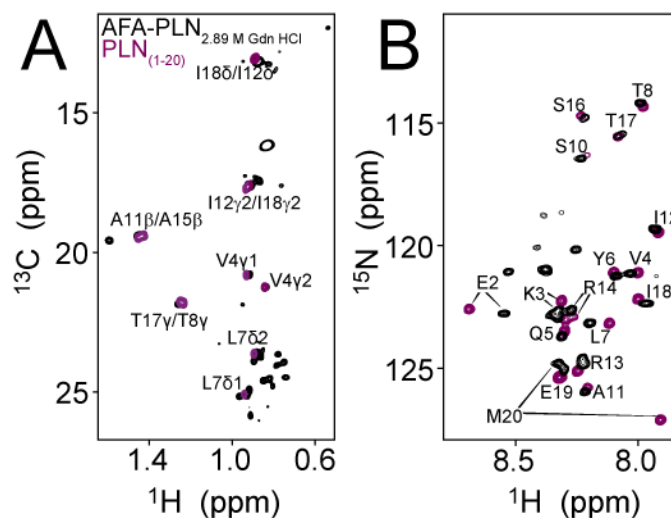 A
AFA-PLN2.89 M Gdn HCl
PLN(1-20)
I18δ/I12δ
I12γ2/I18γ2
A11β/A15β
V4γ1
V4γ2
T17γ/T8γ
L7δ2
L7δ1
15
20
25
13C (ppm)
1.4
1.0
0.6
1H (ppm)
B
T8
S16
T17
S10
I12
Y6
V4
E2
K3
R14
I18
Q5
L7
R13
E19
A11
M20
115
120
125
15N (ppm)
8.5
8.0
1H (ppm)